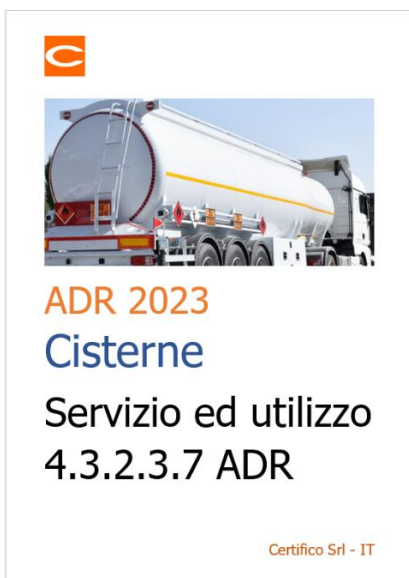 ADR 2023
Cisterne
Servizio ed utilizzo
4.3.2.3.7 ADR
Certifico Srl - IT